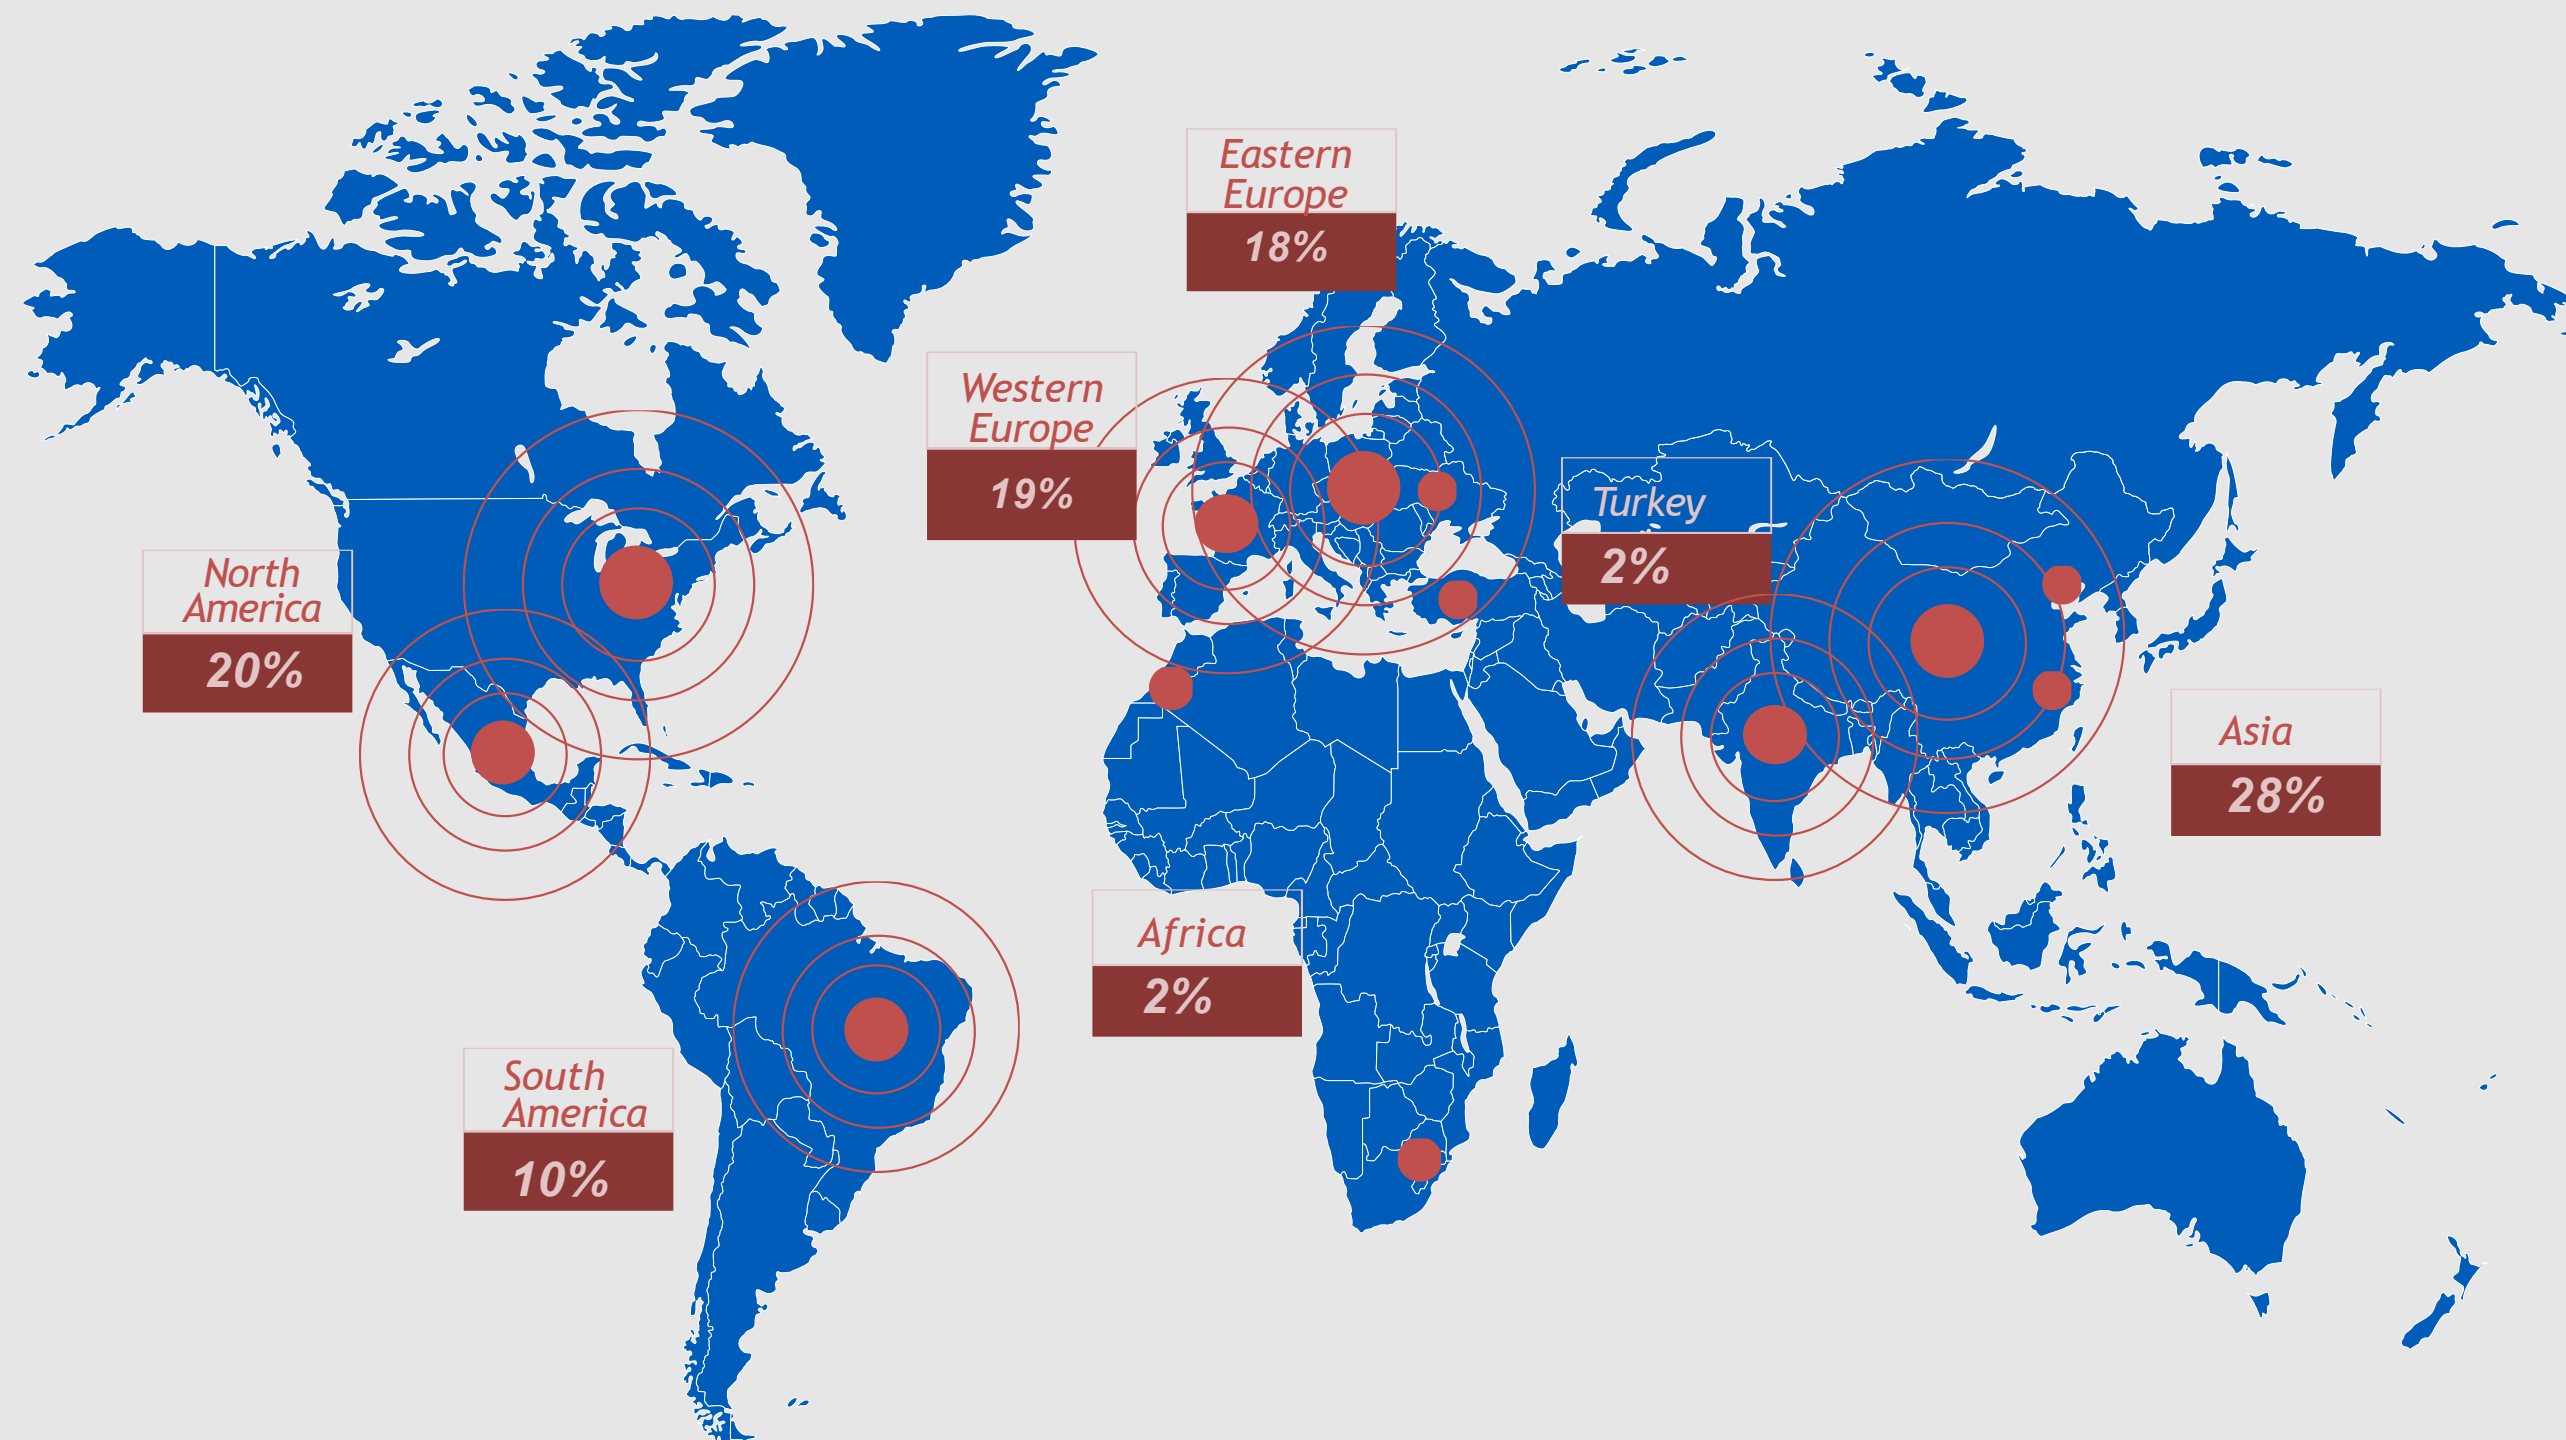 Eastern
Europe
18%
Western
Europe
19%
Turkey
2%
North
America
20%
Asia
28%
Africa
2%
South
America
10%